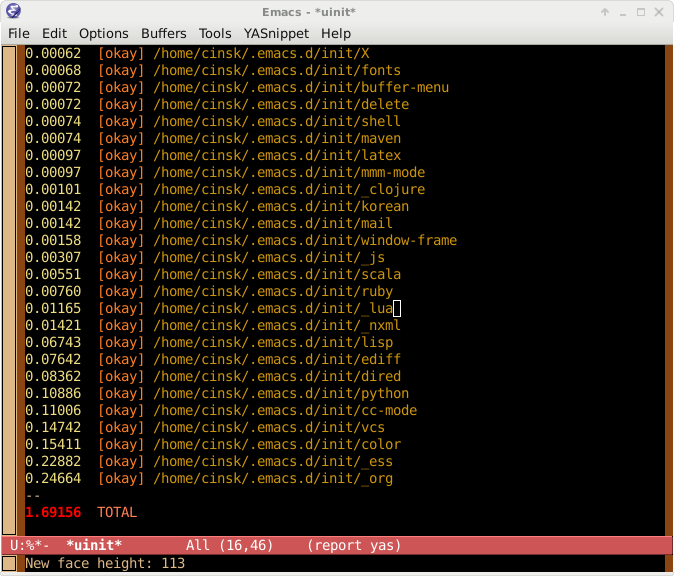 Emacs - *uinit*
File Edit Options Buffers Tools YASnippet Help
0.00062  [okay] /home/cinsk/.emacs.d/init/X
0.00068  [okay] /home/cinsk/.emacs.d/init/fonts
0.00072  [okay] /home/cinsk/.emacs.d/init/buffer-menu
0.00072  [okay] /home/cinsk/.emacs.d/init/delete
0.00074  [okay] /home/cinsk/.emacs.d/init/shell
0.00074  [okay] /home/cinsk/.emacs.d/init/maven
0.00097  [okay] /home/cinsk/.emacs.d/init/latex
0.00097  [okay] /home/cinsk/.emacs.d/init/mmm-mode
0.00101  [okay] /home/cinsk/.emacs.d/init/_clojure
0.00142  [okay] /home/cinsk/.emacs.d/init/korean
0.00142  [okay] /home/cinsk/.emacs.d/init/mail
0.00158  [okay] /home/cinsk/.emacs.d/init/window-frame
0.00307  [okay] /home/cinsk/.emacs.d/init/_js
0.00551  [okay] /home/cinsk/.emacs.d/init/scala
0.00760  [okay] /home/cinsk/.emacs.d/init/ruby
0.01165  [okay] /home/cinsk/.emacs.d/init/_lua
0.01421  [okay] /home/cinsk/.emacs.d/init/_nxml
0.06743  [okay] /home/cinsk/.emacs.d/init/lisp
0.07642  [okay] /home/cinsk/.emacs.d/init/ediff
0.08362  [okay] /home/cinsk/.emacs.d/init/dired
0.10886  [okay] /home/cinsk/.emacs.d/init/python
0.11006  [okay] /home/cinsk/.emacs.d/init/cc-mode
0.14742  [okay] /home/cinsk/.emacs.d/init/vcs
0.15411  [okay] /home/cinsk/.emacs.d/init/color
0.22882  [okay] /home/cinsk/.emacs.d/init/_ess
0.24664  [okay] /home/cinsk/.emacs.d/init/_org
--
1.69156  TOTAL
U:%*-  *uinit*        All (16,46)    (report yas)
New face height: 113